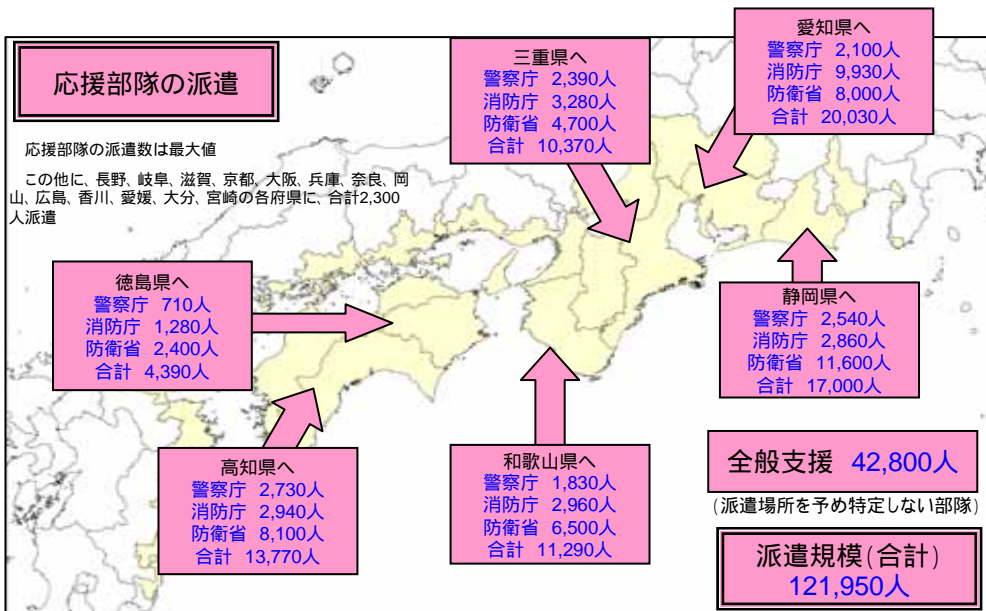 応援部隊の派遣
応援部隊の派遣数は最大値
この他に、長野、岐阜、滋賀、京都、大阪、兵庫、奈良、岡
山、広島、香川、愛媛、大分、宮崎の各府県に、合計2,300
人派遣
三重県へ
警察庁 2,390人
消防庁 3,280人
防衛省 4,700人
合計 10,370人
愛知県へ
警察庁 2,100人
消防庁 9,930人
防衛省 8,000人
合計 20,030人
徳島県へ
警察庁 710人
消防庁 1,280人
防衛省 2,400人
合計 4,390人
静岡県へ
警察庁 2,540人
消防庁 2,860人
防衛省 11,600人
合計 17,000人
高知県へ
警察庁 2,730人
消防庁 2,940人
防衛省 8,100人
合計 13,770人
和歌山県へ
警察庁 1,830人
消防庁 2,960人
防衛省 6,500人
合計 11,290人
全般支援 42,800人
(派遣場所を予め特定しない部隊)
派遣規模(合計)
121,950人